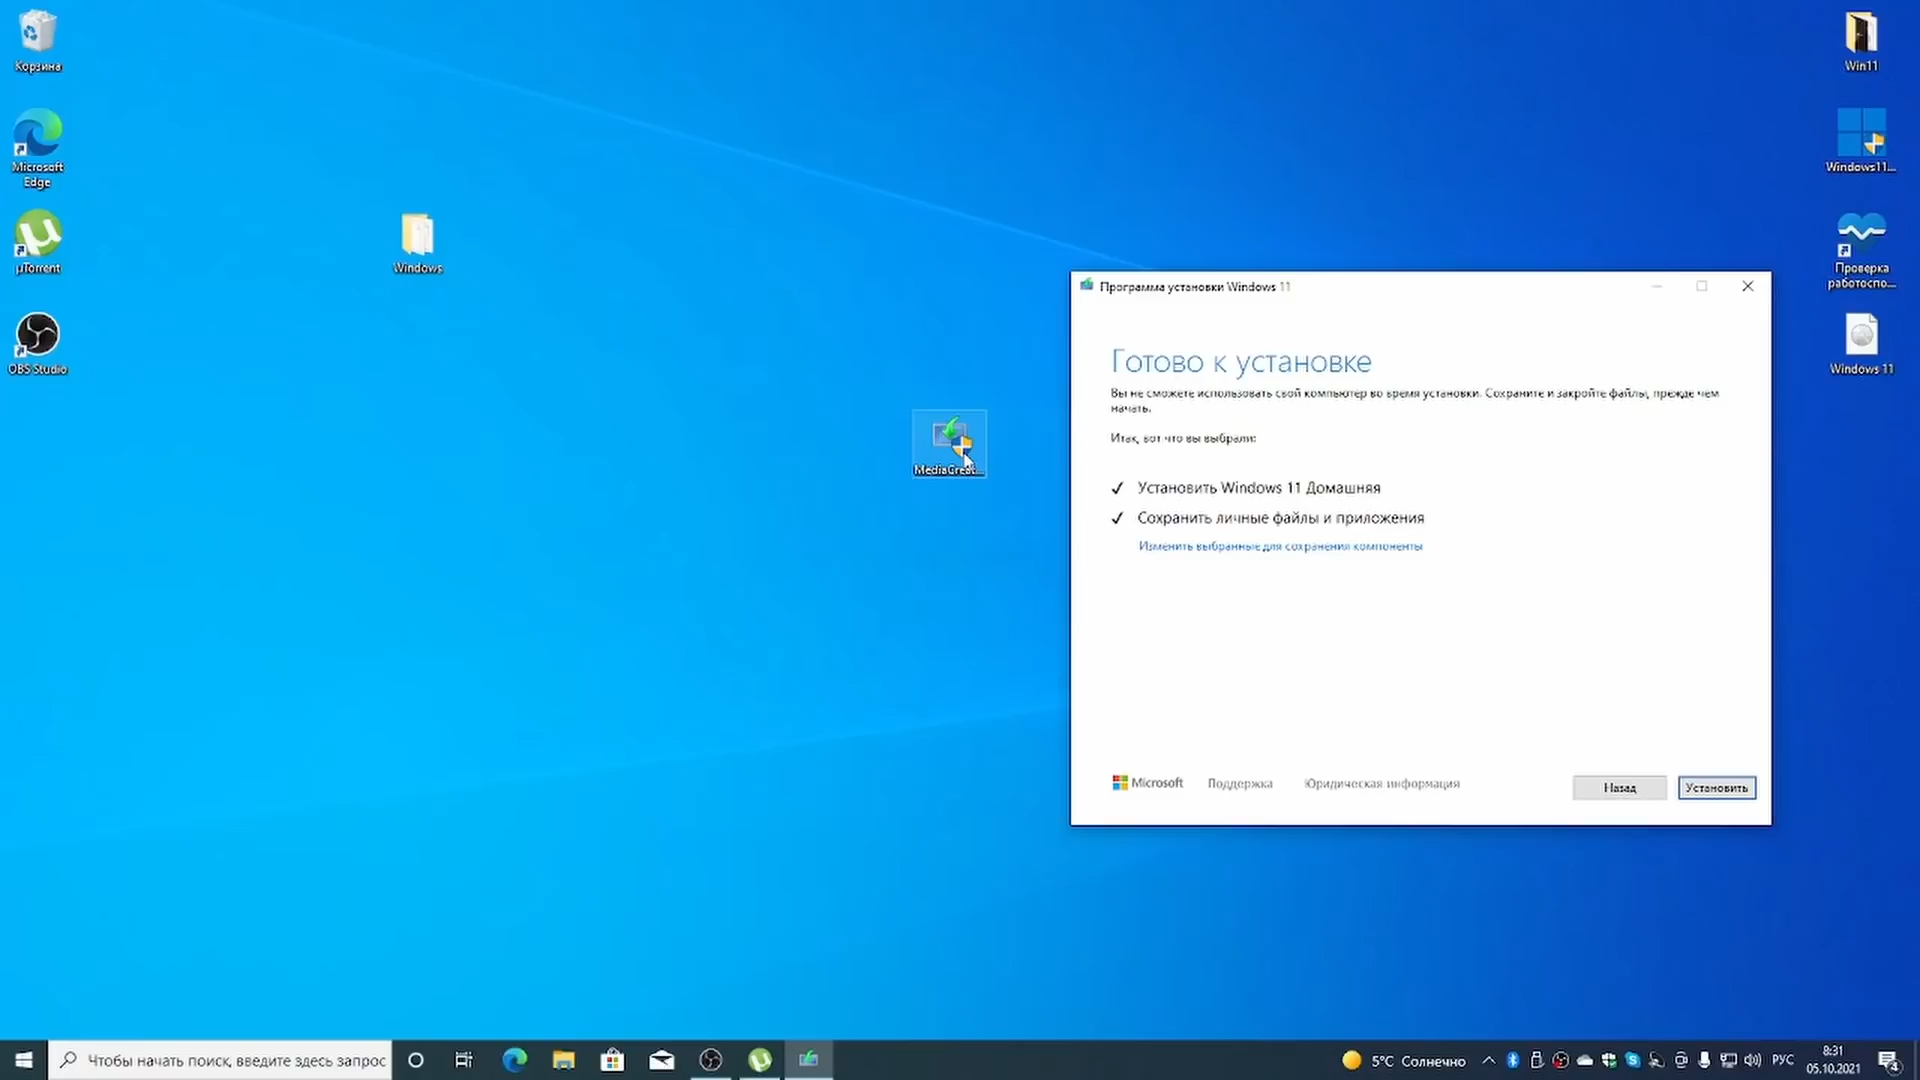 Корзина
Microsoft
Edge
µTorrent
OBS Studio
Windows
MediaCreat...
Win11
Windows11...
Проверка
работоспо...
Windows 11
Программа установки Windows 11
Готово к установке
Вы не сможете использовать свой компьютер во время установки. Сохраните и закройте файлы, прежде чем
начать.
Итак, вот что вы выбрали:
Установить Windows 11 Домашняя
Сохранить личные файлы и приложения
Изменить выбранные для сохранения компоненты
Microsoft Поддержка Юридическая информация
Назад Установить
Чтобы начать поиск, введите здесь запрос
5°C Солнечно
РУС
8:31
05.10.2021
4